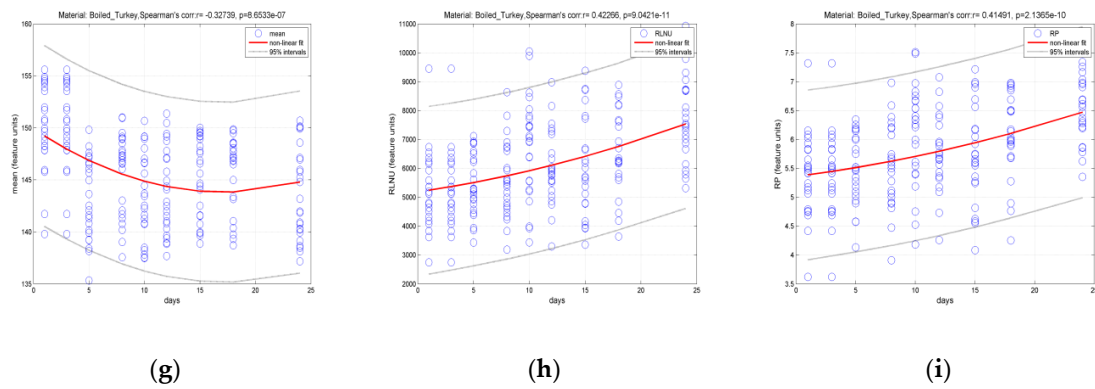 Material: Boiled_Turkey,Spearman's corr:r= -0.32739, p=8.6533e-07
mean
non-linear fit
95% intervals
160
155
150
145
140
135
mean (feature units)
0 5 10 15 20 25
days
(g)
Material: Boiled_Turkey,Spearman's corr:r= 0.42266, p=9.0421e-11
RLNU
non-linear fit
95% intervals
11000
10000
9000
8000
7000
6000
5000
4000
3000
2000
RLNU (feature units)
0 5 10 15 20 25
days
(h)
Material: Boiled_Turkey,Spearman's corr:r= 0.41491, p=2.1365e-10
RP
non-linear fit
95% intervals
8
7.5
7
6.5
6
5.5
5
4.5
4
3.5
RP (feature units)
0 5 10 15 20 25
days
(i)